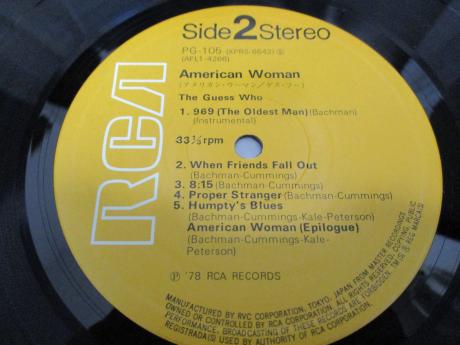 Side 2 Stereo
PG-105 (XPRS-6643) Ⓢ
(AFL1-4266)
American Woman
(アメリカン・ウーマン/ゲス・フー)
The Guess Who
1. 969 (The Oldest Man) (Bachman)
(Instrumental)
33⅓ rpm
2. When Friends Fall Out
(Bachman-Cummings)
3. 8:15 (Bachman-Cummings)
4. Proper Stranger (Bachman-Cummings)
5. Humpty's Blues
(Bachman-Cummings-Kale-Peterson)
American Woman (Epilogue)
(Bachman-Cummings-Kale-
Peterson)
Ⓟ '78 RCA RECORDS
RCA
MANUFACTURED BY RVC CORPORATION, TOKYO, JAPAN FROM MASTER RECORDINGS
OWNED OR CONTROLLED BY RCA CORPORATION. ALL RIGHTS RESERVED. COPYING, PUBLIC
PERFORMANCE, BROADCASTING OF THESE RECORDS ARE FORBIDDEN. TM(S) ® REG MARCA(S)
REGISTRADA(S) USED BY AUTHORITY OF RCA CORPORATION.